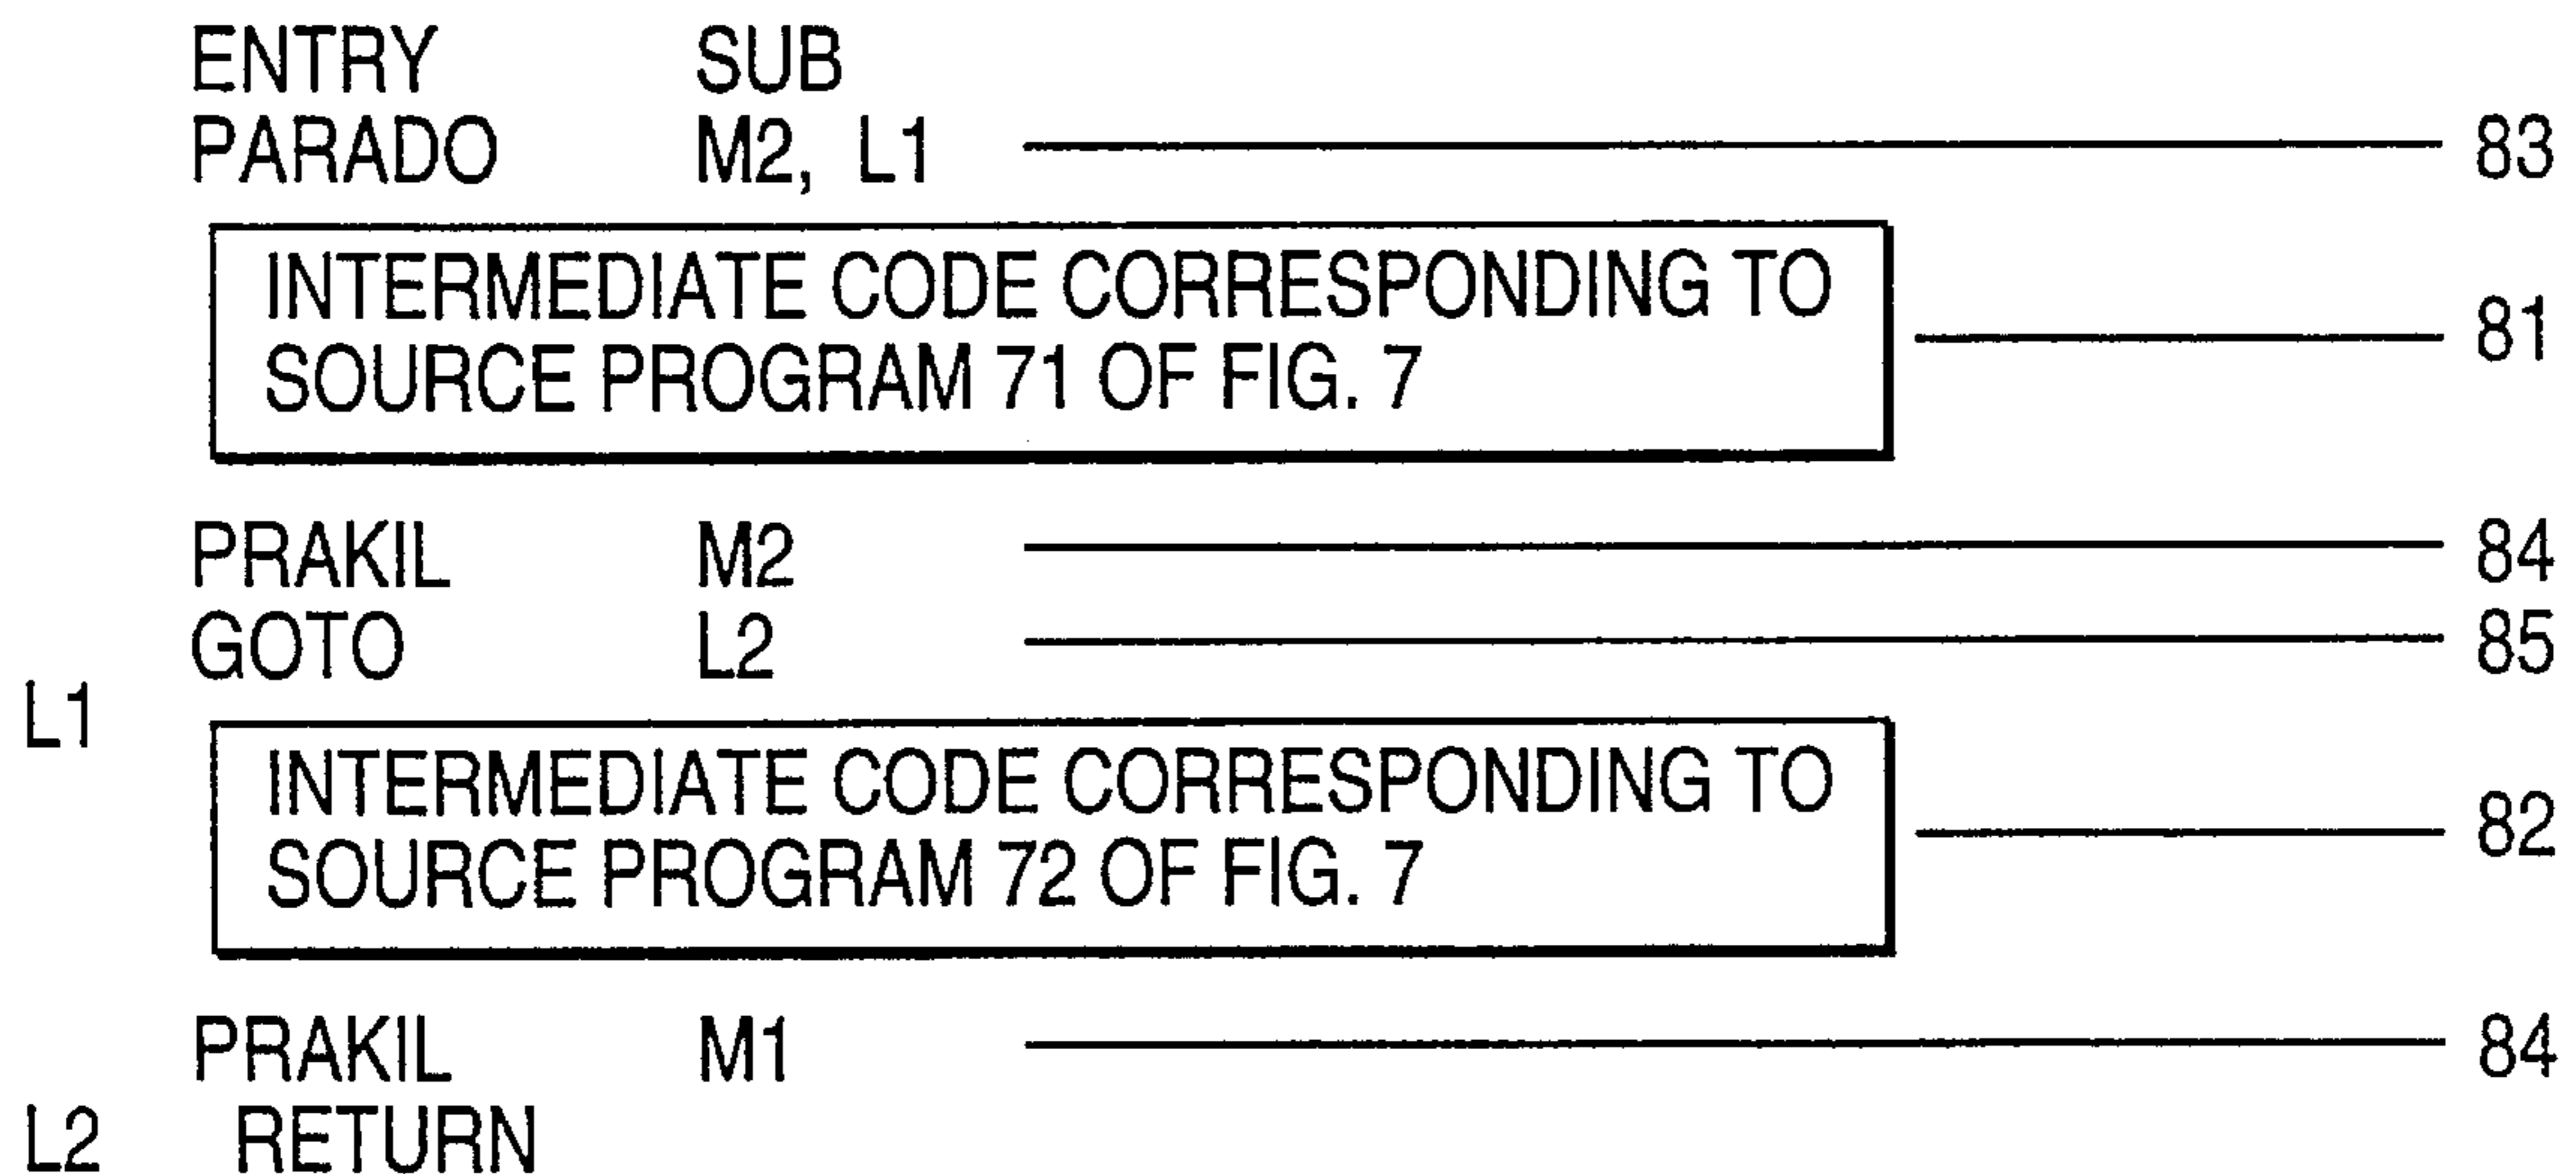 ENTRY SUB
PARADO M2, L1 83
INTERMEDIATE CODE CORRESPONDING TO
SOURCE PROGRAM 71 OF FIG. 7
81
PRAKIL M2 84
GOTO L2 85
L1
INTERMEDIATE CODE CORRESPONDING TO
SOURCE PROGRAM 72 OF FIG. 7
82
PRAKIL M1 84
L2 RETURN